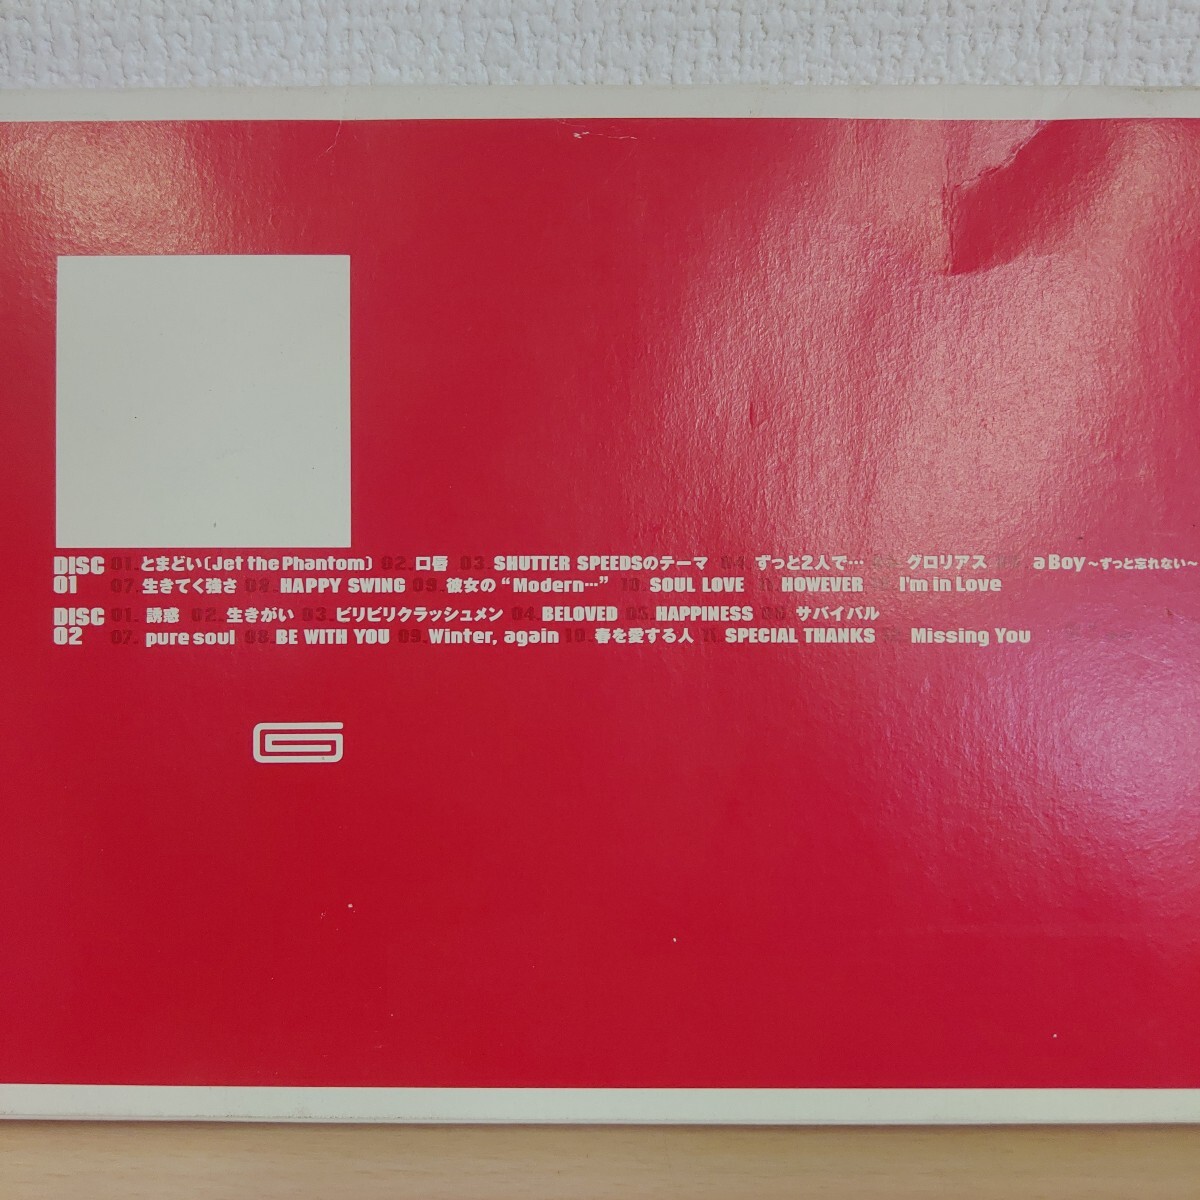 DISC 01. とまどい(Jet the Phantom) 02. 口唇 03. SHUTTER SPEEDSのテーマ 04. ずっと2人で… グロリアス a Boy～ずっと忘れない～
01 07. 生きてく強さ 08. HAPPY SWING 09. 彼女の “Modern…” 10. SOUL LOVE 11. HOWEVER I'm in Love
DISC 01. 誘惑 02. 生きがい 03. ビリビリクラッシュメン 04. BELOVED 05. HAPPINESS 06. サバイバル
02 07. pure soul 08. BE WITH YOU 09. Winter, again 10. 春を愛する人 11. SPECIAL THANKS Missing You